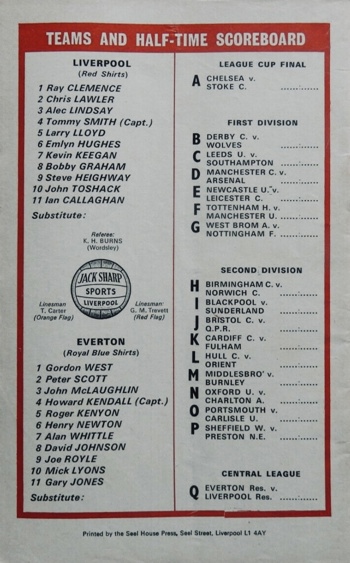 TEAMS AND HALF-TIME SCOREBOARD
LIVERPOOL
(Red Shirts)
1 Ray CLEMENCE
2 Chris LAWLER
3 Alec LINDSAY
4 Tommy SMITH (Capt.)
5 Larry LLOYD
6 Emlyn HUGHES
7 Kevin KEEGAN
8 Bobby GRAHAM
9 Steve HEIGHWAY
10 John TOSHACK
11 Ian CALLAGHAN
Substitute:
Referee:
K. H. BURNS
(Wordsley)
JACK SHARP
SPORTS
LIVERPOOL
Linesman
T. Carter
(Orange Flag)
Linesman:
G. M. Trevett
(Red Flag)
EVERTON
(Royal Blue Shirts)
1 Gordon WEST
2 Peter SCOTT
3 John McLAUGHLIN
4 Howard KENDALL (Capt.)
5 Roger KENYON
6 Henry NEWTON
7 Alan WHITTLE
8 David JOHNSON
9 Joe ROYLE
10 Mick LYONS
11 Gary JONES
Substitute:
LEAGUE CUP FINAL
A CHELSEA v.
STOKE C. ........:........
FIRST DIVISION
B DERBY C. v.
WOLVES ........:........
C LEEDS U. v.
SOUTHAMPTON ........:........
D MANCHESTER C. v.
ARSENAL ........:........
E NEWCASTLE U. v.
LEICESTER C. ........:........
F TOTTENHAM H. v.
MANCHESTER U. ........:........
G WEST BROM A. v.
NOTTINGHAM F. ........:........
SECOND DIVISION
H BIRMINGHAM C. v.
NORWICH C. ........:........
I BLACKPOOL v.
SUNDERLAND ........:........
J BRISTOL C. v.
Q.P.R. ........:........
K CARDIFF C. v.
FULHAM ........:........
L HULL C. v.
ORIENT ........:........
M MIDDLESBRO' v.
BURNLEY ........:........
N OXFORD U. v.
CHARLTON A. ........:........
O PORTSMOUTH v.
CARLISLE U. ........:........
P SHEFFIELD W. v.
PRESTON N.E. ........:........
CENTRAL LEAGUE
Q EVERTON Res. v.
LIVERPOOL Res. ........:........
Printed by the Seel House Press, Seel Street, Liverpool L1 4AY